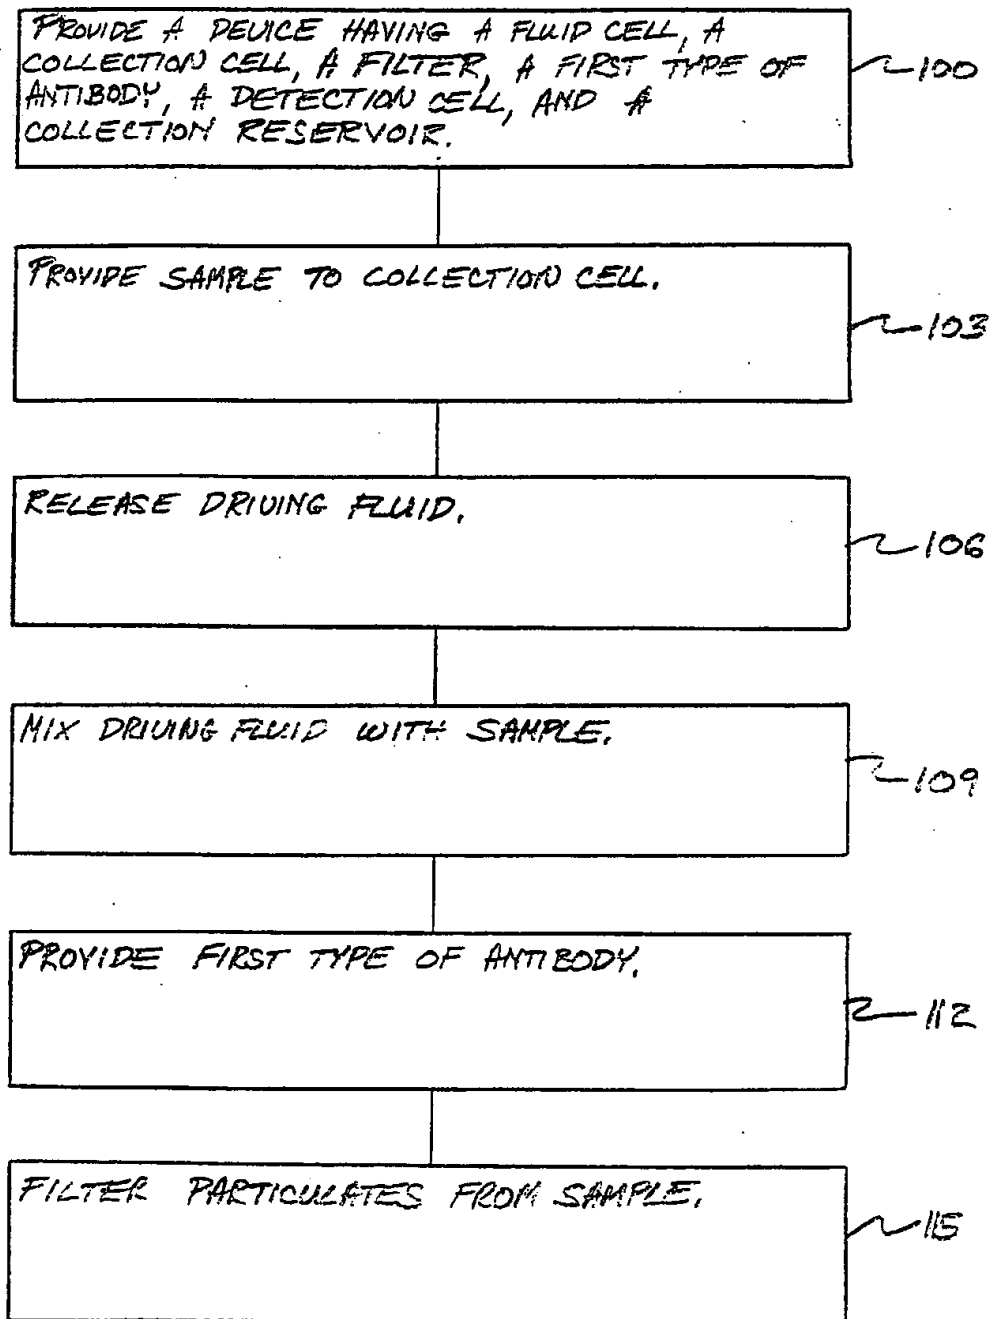 PROVIDE A DEVICE HAVING A FLUID CELL, A
COLLECTION CELL, A FILTER, A FIRST TYPE OF
ANTIBODY, A DETECTION CELL, AND A
COLLECTION RESERVOIR.
100
PROVIDE SAMPLE TO COLLECTION CELL.
103
RELEASE DRIVING FLUID.
106
MIX DRIVING FLUID WITH SAMPLE.
109
PROVIDE FIRST TYPE OF ANTIBODY.
112
FILTER PARTICULATES FROM SAMPLE.
115